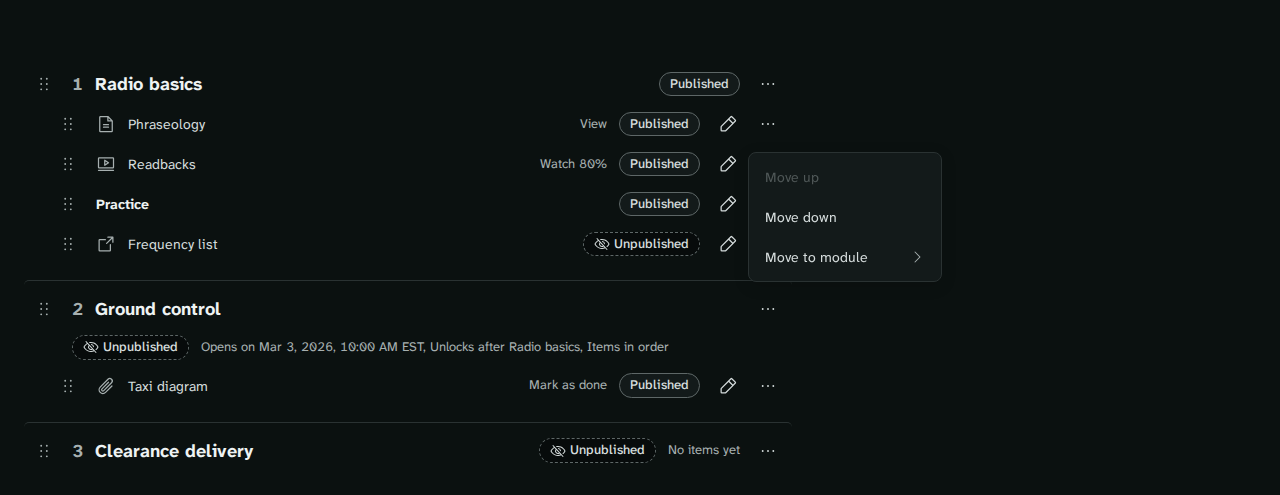 1 Radio basics Published
Phraseology View Published
Readbacks Watch 80% Published
Move up
Practice Published
Move down
Frequency list Unpublished
Move to module
2 Ground control
Unpublished Opens on Mar 3, 2026, 10:00 AM EST, Unlocks after Radio basics, Items in order
Taxi diagram Mark as done Published
3 Clearance delivery Unpublished No items yet